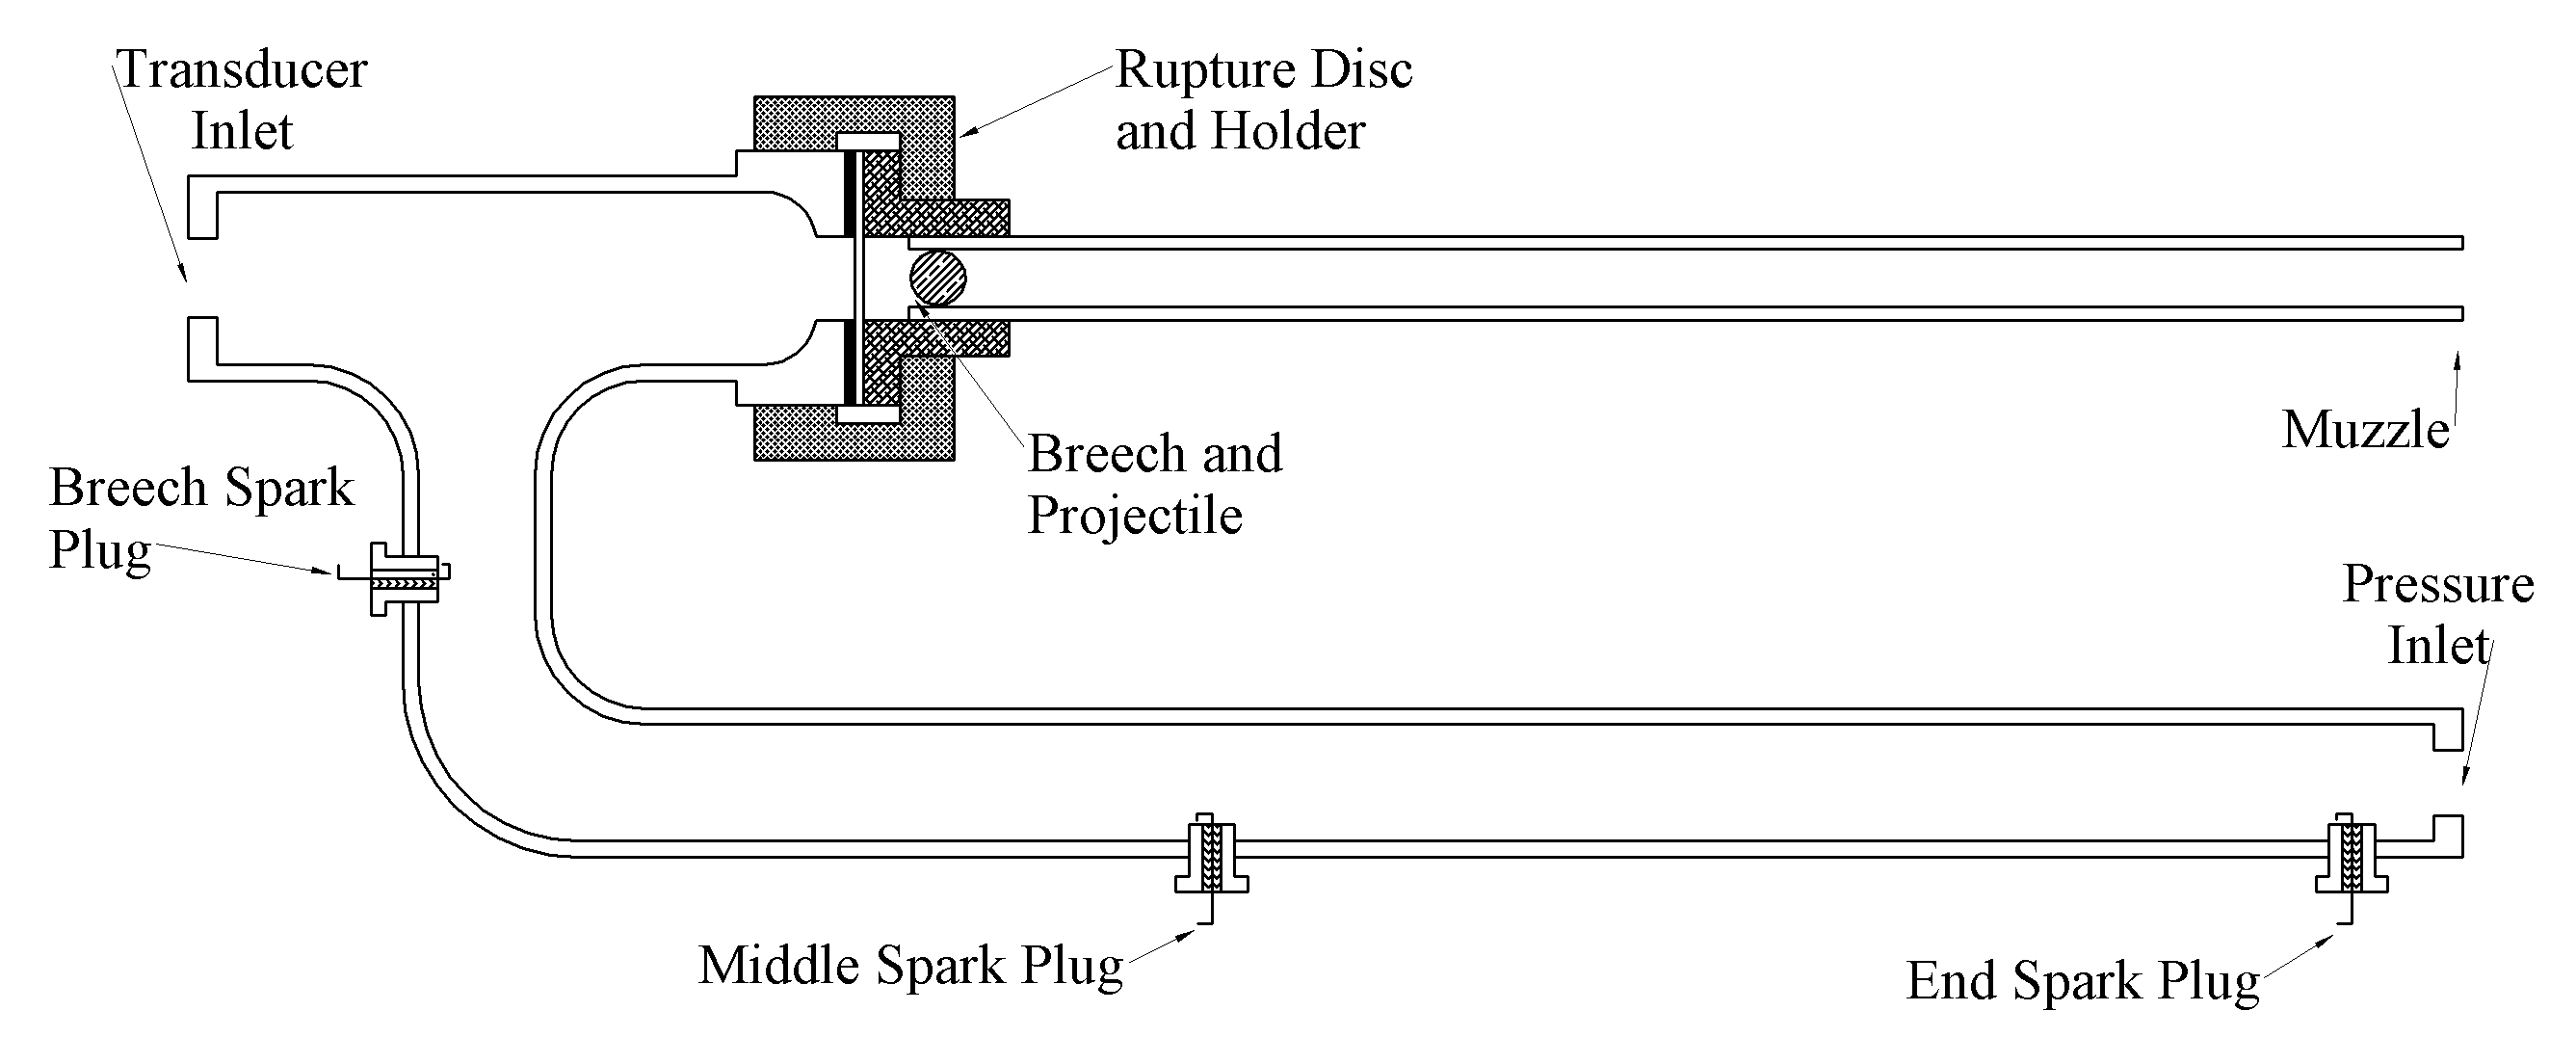 Transducer
Inlet
Rupture Disc
and Holder
Breech and
Projectile
Muzzle
Breech Spark
Plug
Pressure
Inlet
Middle Spark Plug
End Spark Plug